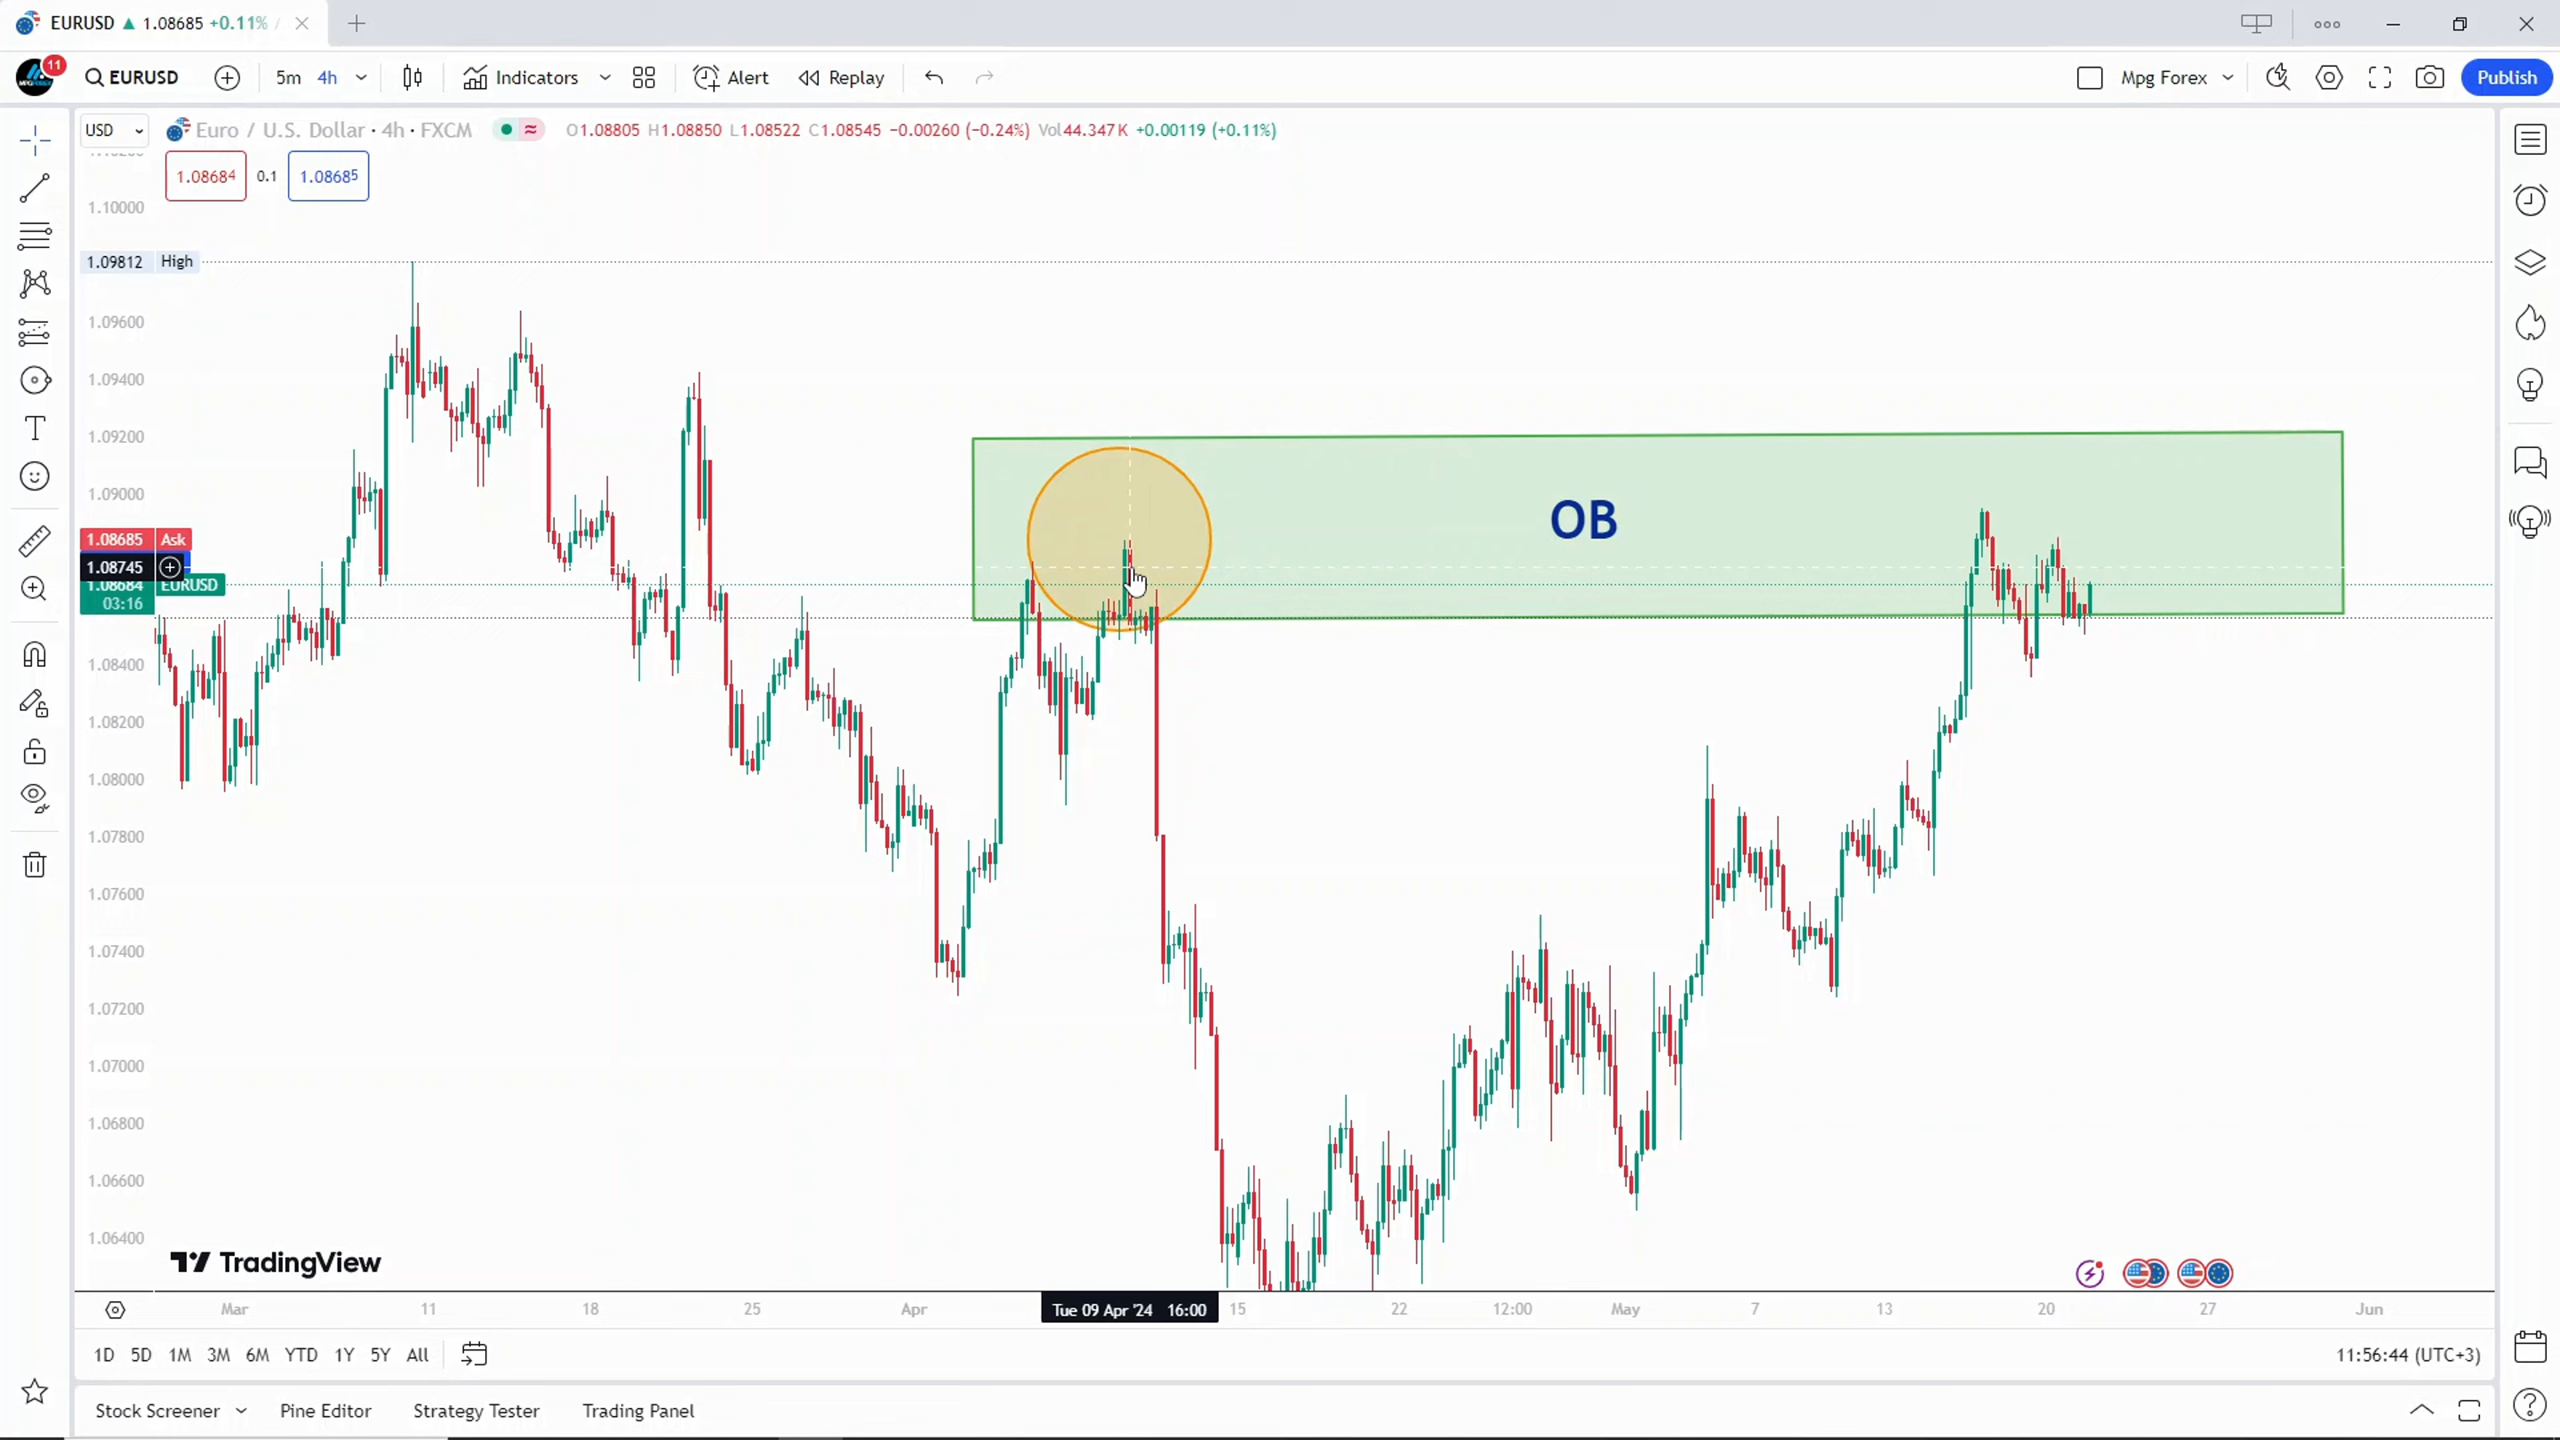 EURUSD ▲ 1.08685 +0.11% /
11 EURUSD 5m 4h Indicators Alert Replay Mpg Forex Publish
USD Euro / U.S. Dollar · 4h · FXCM O1.08805 H1.08850 L1.08522 C1.08545 −0.00260 (−0.24%) Vol44.347 K +0.00119 (+0.11%)
1.08684 0.1 1.08685
1.10000
1.09812 High
1.09600
1.09400
1.09200
1.09000
OB
1.08685 Ask
1.08745
1.08684 EURUSD
03:16
1.08400
1.08200
1.08000
1.07800
1.07600
1.07400
1.07200
1.07000
1.06800
1.06600
1.06400
TradingView
Mar 11 18 25 Apr Tue 09 Apr '24 16:00 15 22 12:00 May 7 13 20 27 Jun
1D 5D 1M 3M 6M YTD 1Y 5Y All 11:56:44 (UTC+3)
Stock Screener Pine Editor Strategy Tester Trading Panel